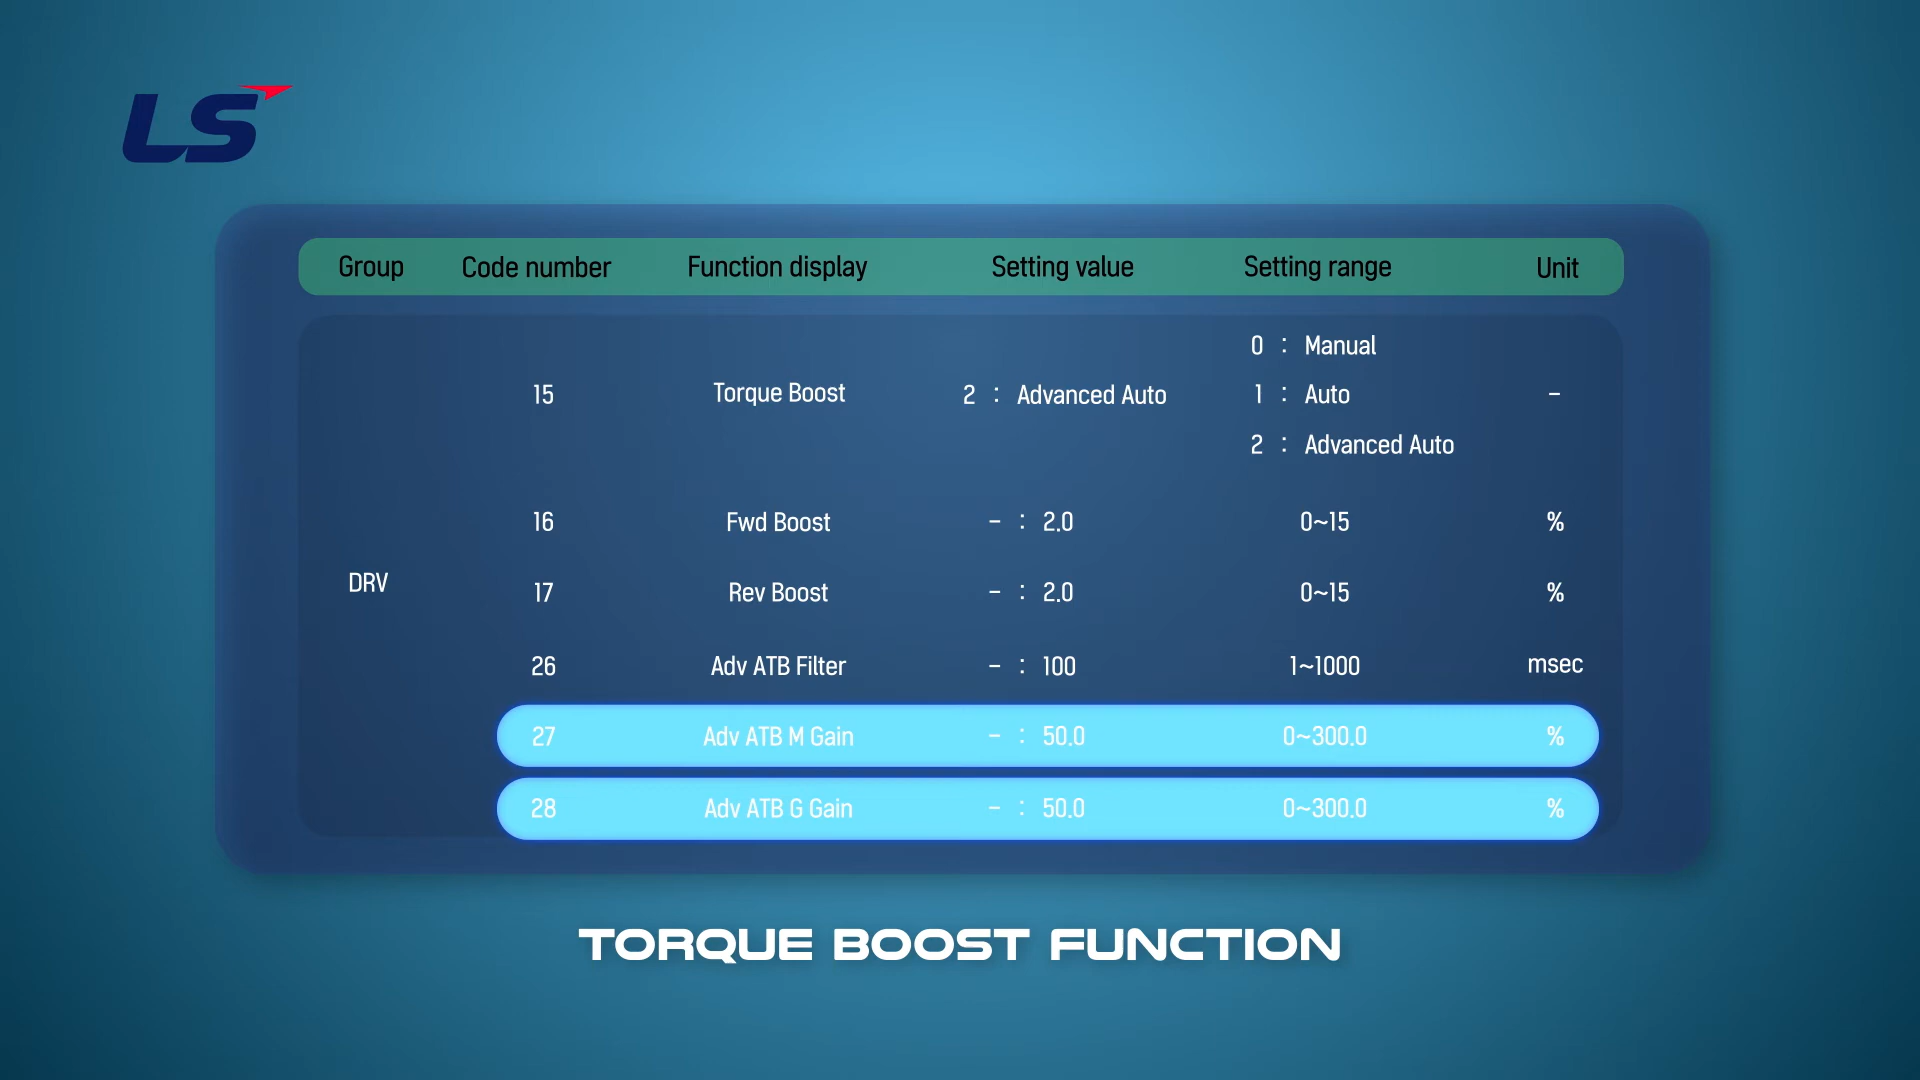 LS
Group Code number Function display Setting value Setting range Unit
0 : Manual
15 Torque Boost 2 : Advanced Auto 1 : Auto –
2 : Advanced Auto
16 Fwd Boost – : 2.0 0~15 %
DRV
17 Rev Boost – : 2.0 0~15 %
26 Adv ATB Filter – : 100 1~1000 msec
27 Adv ATB M Gain – : 50.0 0~300.0 %
28 Adv ATB G Gain – : 50.0 0~300.0 %
TORQUE BOOST FUNCTION